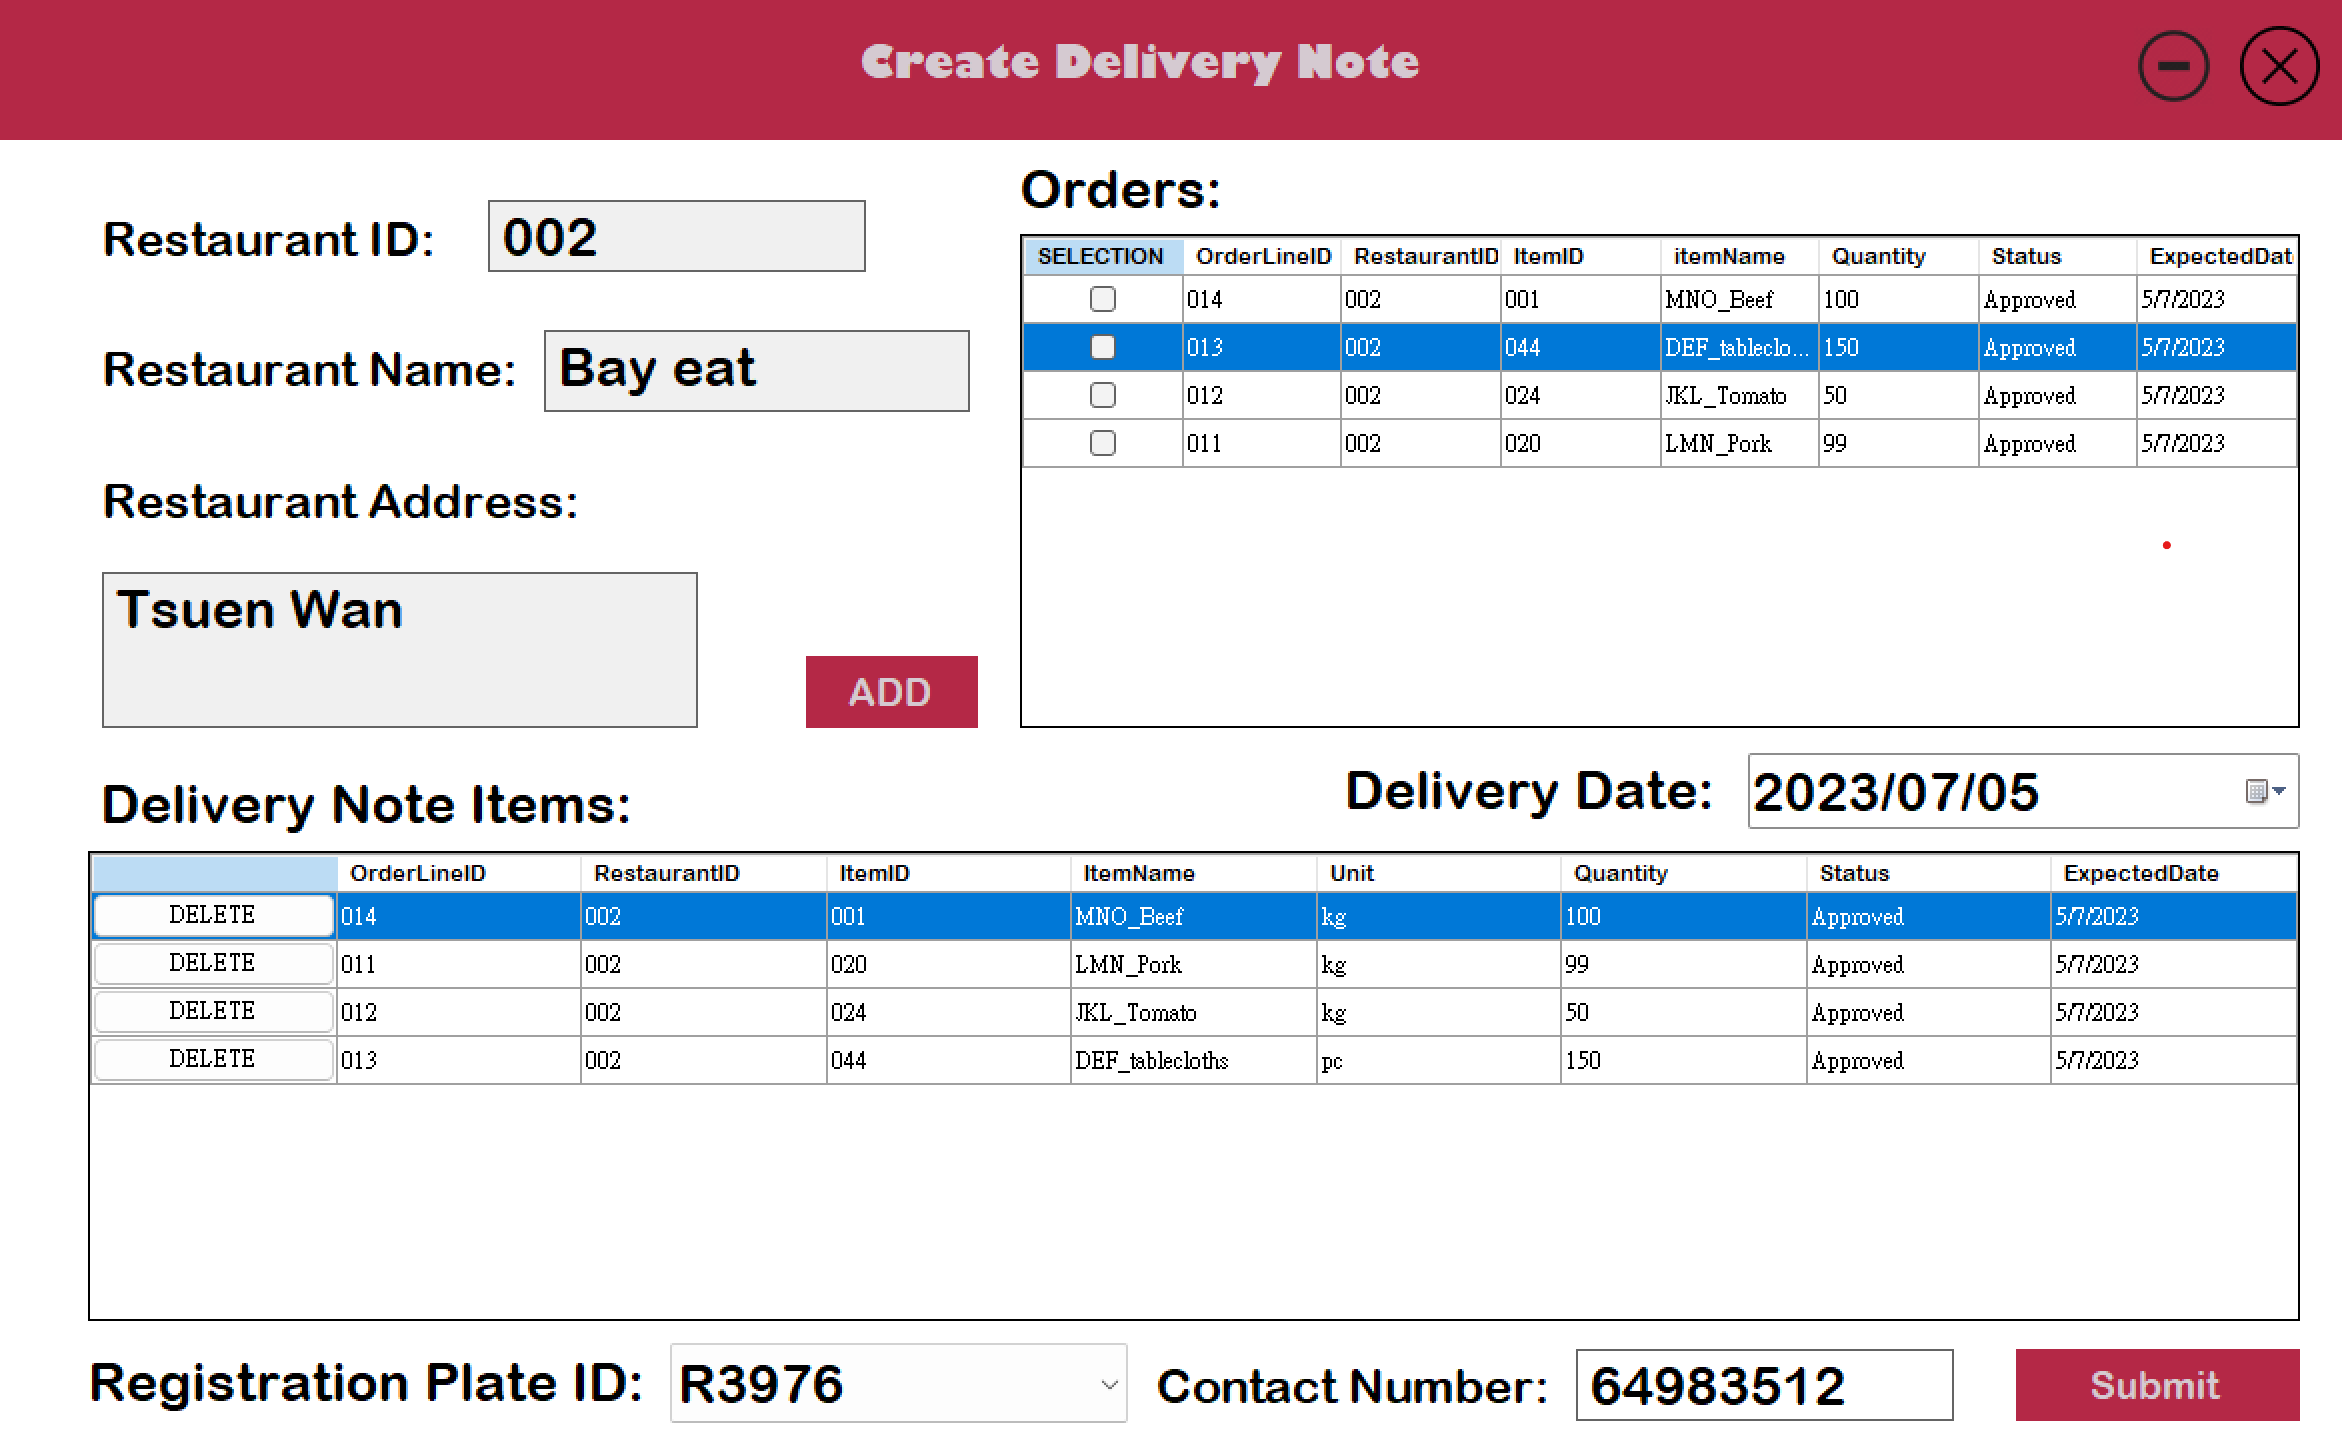 Create Delivery Note
Restaurant ID: 002
Restaurant Name: Bay eat
Restaurant Address:
Tsuen Wan
ADD
Orders:
SELECTION OrderLineID RestaurantID ItemID itemName Quantity Status ExpectedDat
014 002 001 MNO_Beef 100 Approved 5/7/2023
013 002 044 DEF_tableclo... 150 Approved 5/7/2023
012 002 024 JKL_Tomato 50 Approved 5/7/2023
011 002 020 LMN_Pork 99 Approved 5/7/2023
Delivery Date: 2023/07/05
Delivery Note Items:
OrderLineID RestaurantID ItemID ItemName Unit Quantity Status ExpectedDate
DELETE 014 002 001 MNO_Beef kg 100 Approved 5/7/2023
DELETE 011 002 020 LMN_Pork kg 99 Approved 5/7/2023
DELETE 012 002 024 JKL_Tomato kg 50 Approved 5/7/2023
DELETE 013 002 044 DEF_tablecloths pc 150 Approved 5/7/2023
Registration Plate ID: R3976 Contact Number: 64983512 Submit